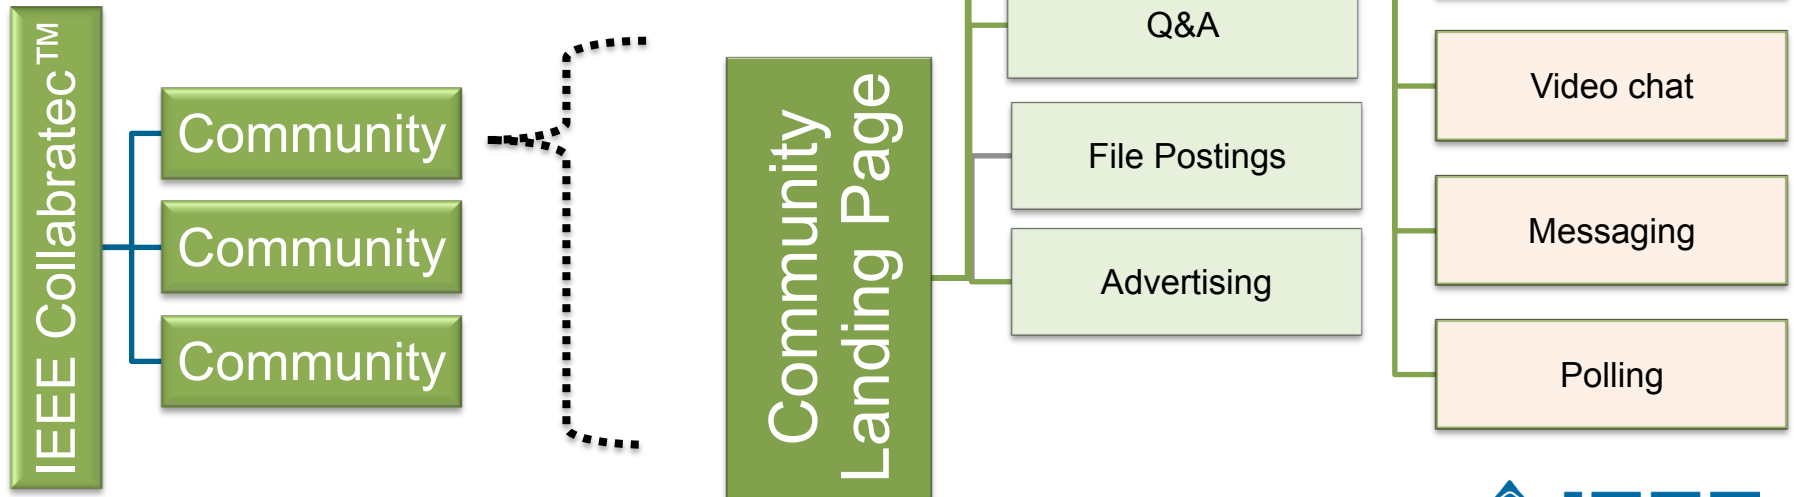 IEEE Collabratec™
Community
Community
Community
Community
Landing Page
Q&A
File Postings
Advertising
Video chat
Messaging
Polling